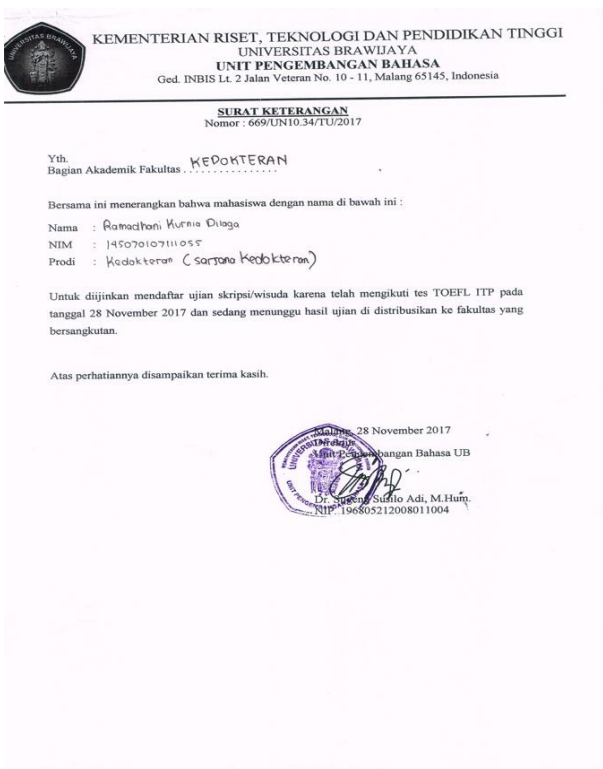 UNIVERSITAS BRAWIJAYA
KEMENTERIAN RISET, TEKNOLOGI DAN PENDIDIKAN TINGGI
UNIVERSITAS BRAWIJAYA
UNIT PENGEMBANGAN BAHASA
Ged. INBIS Lt. 2 Jalan Veteran No. 10 - 11, Malang 65145, Indonesia
SURAT KETERANGAN
Nomor : 669/UN10.34/TU/2017
Yth.
Bagian Akademik Fakultas KEDOKTERAN
Bersama ini menerangkan bahwa mahasiswa dengan nama di bawah ini :
Nama : Ramadhani Kurnia Dilaga
NIM : 145070107111055
Prodi : Kedokteran (sarjana Kedokteran)
Untuk diijinkan mendaftar ujian skripsi/wisuda karena telah mengikuti tes TOEFL ITP pada
tanggal 28 November 2017 dan sedang menunggu hasil ujian di distribusikan ke fakultas yang
bersangkutan.
Atas perhatiannya disampaikan terima kasih.
Malang, 28 November 2017
Direktur
Unit Pengembangan Bahasa UB
Dr. Sugeng Susilo Adi, M.Hum.
NIP. 196805212008011004